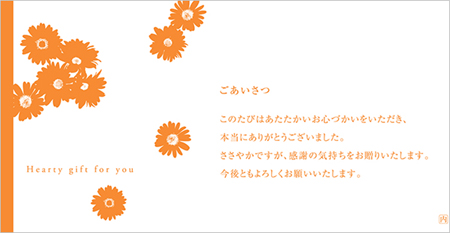 ごあいさつ
このたびはあたたかいお心づかいをいただき、
本当にありがとうございました。
ささやかですが、感謝の気持ちをお贈りいたします。
今後ともよろしくお願いいたします。
Hearty gift for you
内